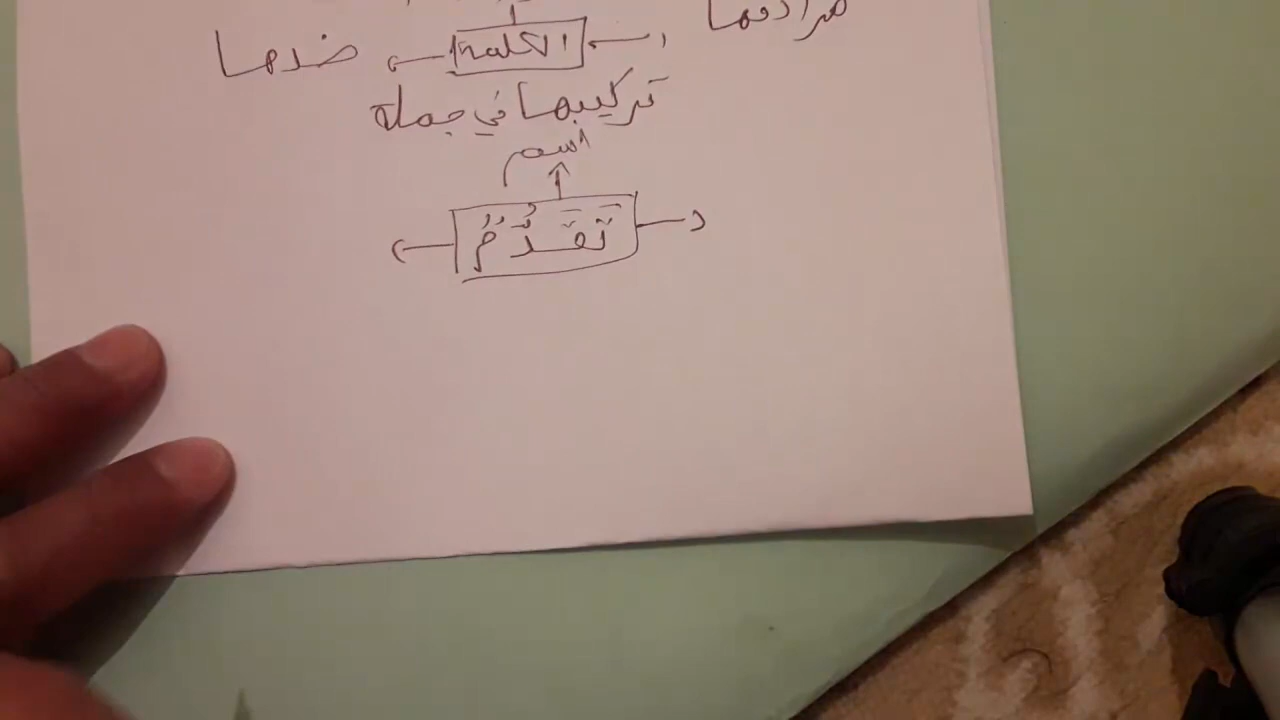 مرادفها الكلمة ضدها
تركيبها في جملة
اسم
تَقَدُّمٌ